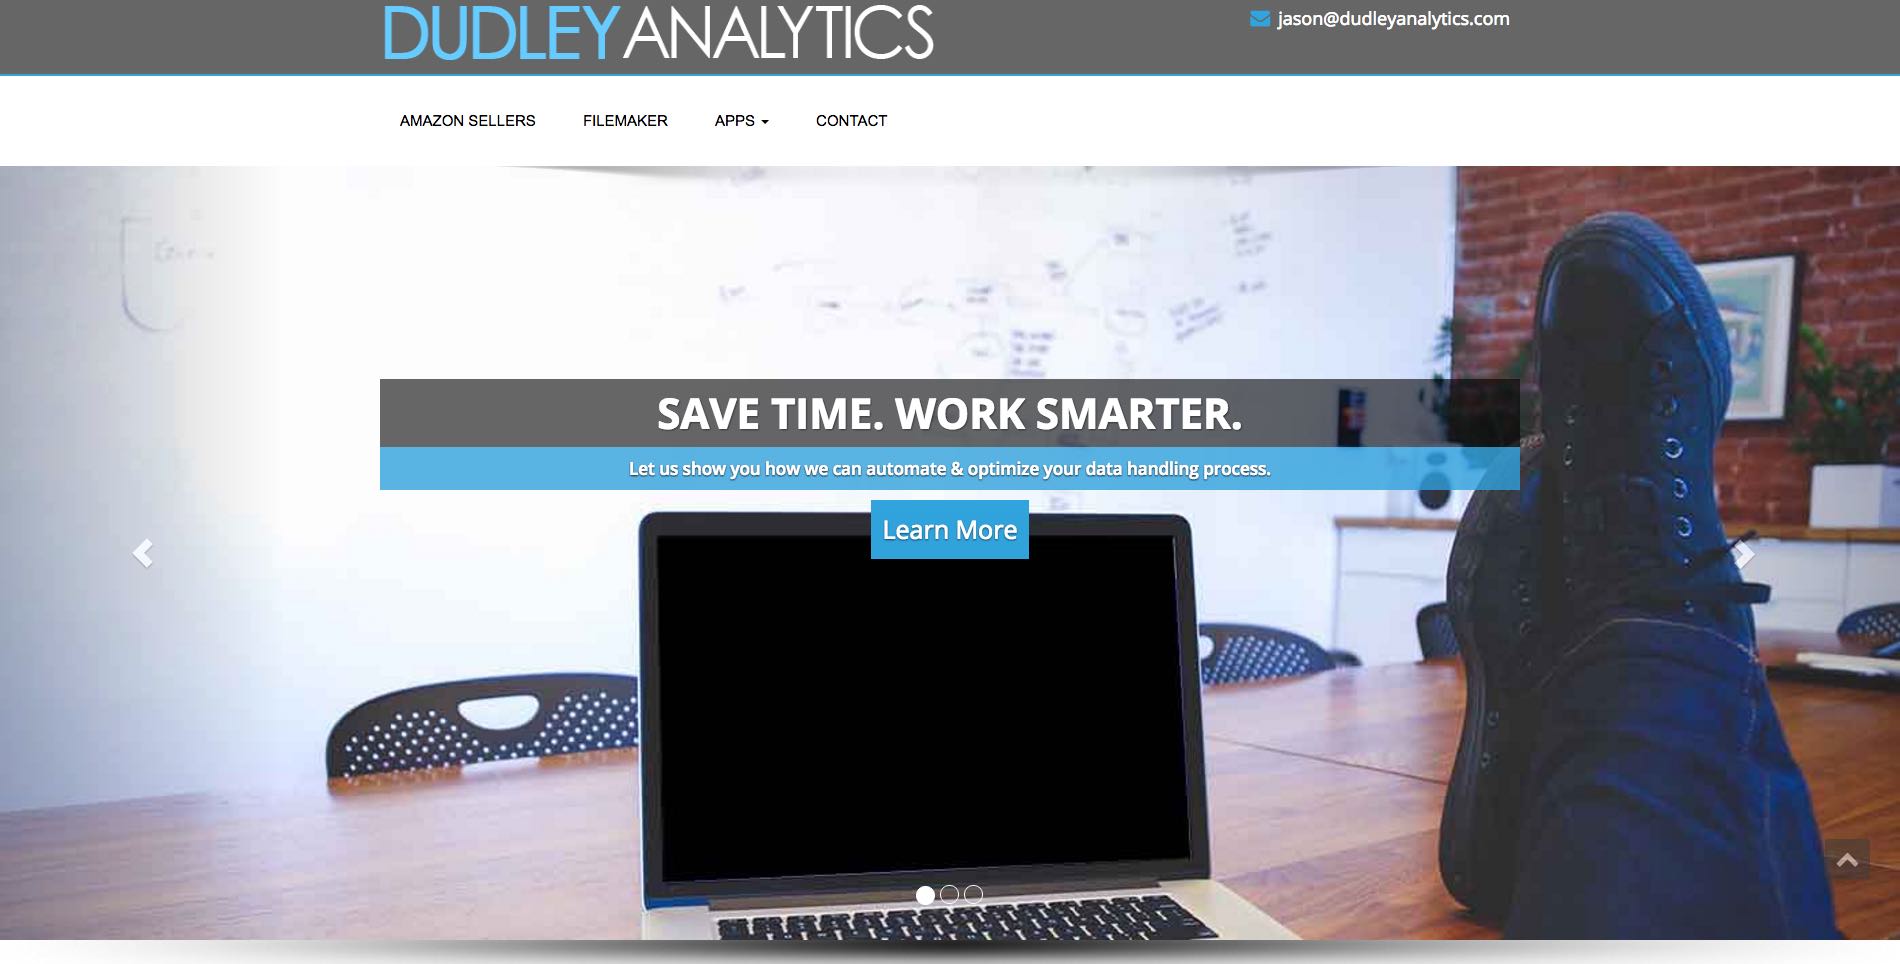 DUDLEYANALYTICS
jason@dudleyanalytics.com
AMAZON SELLERS
FILEMAKER
APPS
CONTACT
SAVE TIME. WORK SMARTER.
Let us show you how we can automate & optimize your data handling process.
Learn More